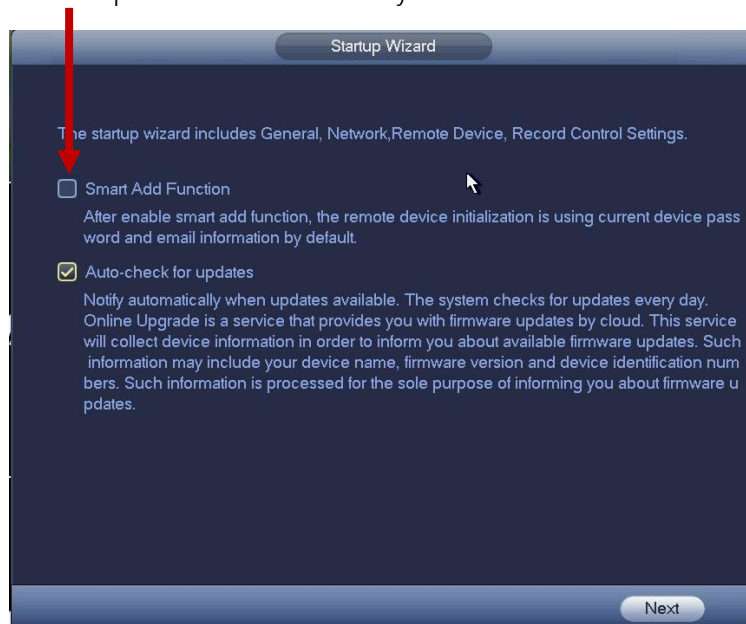 Startup Wizard
The startup wizard includes General, Network,Remote Device, Record Control Settings.
Smart Add Function
After enable smart add function, the remote device initialization is using current device pass
word and email information by default.
Auto-check for updates
Notify automatically when updates available. The system checks for updates every day.
Online Upgrade is a service that provides you with firmware updates by cloud. This service
will collect device information in order to inform you about available firmware updates. Such
information may include your device name, firmware version and device identification num
bers. Such information is processed for the sole purpose of informing you about firmware u
pdates.
Next